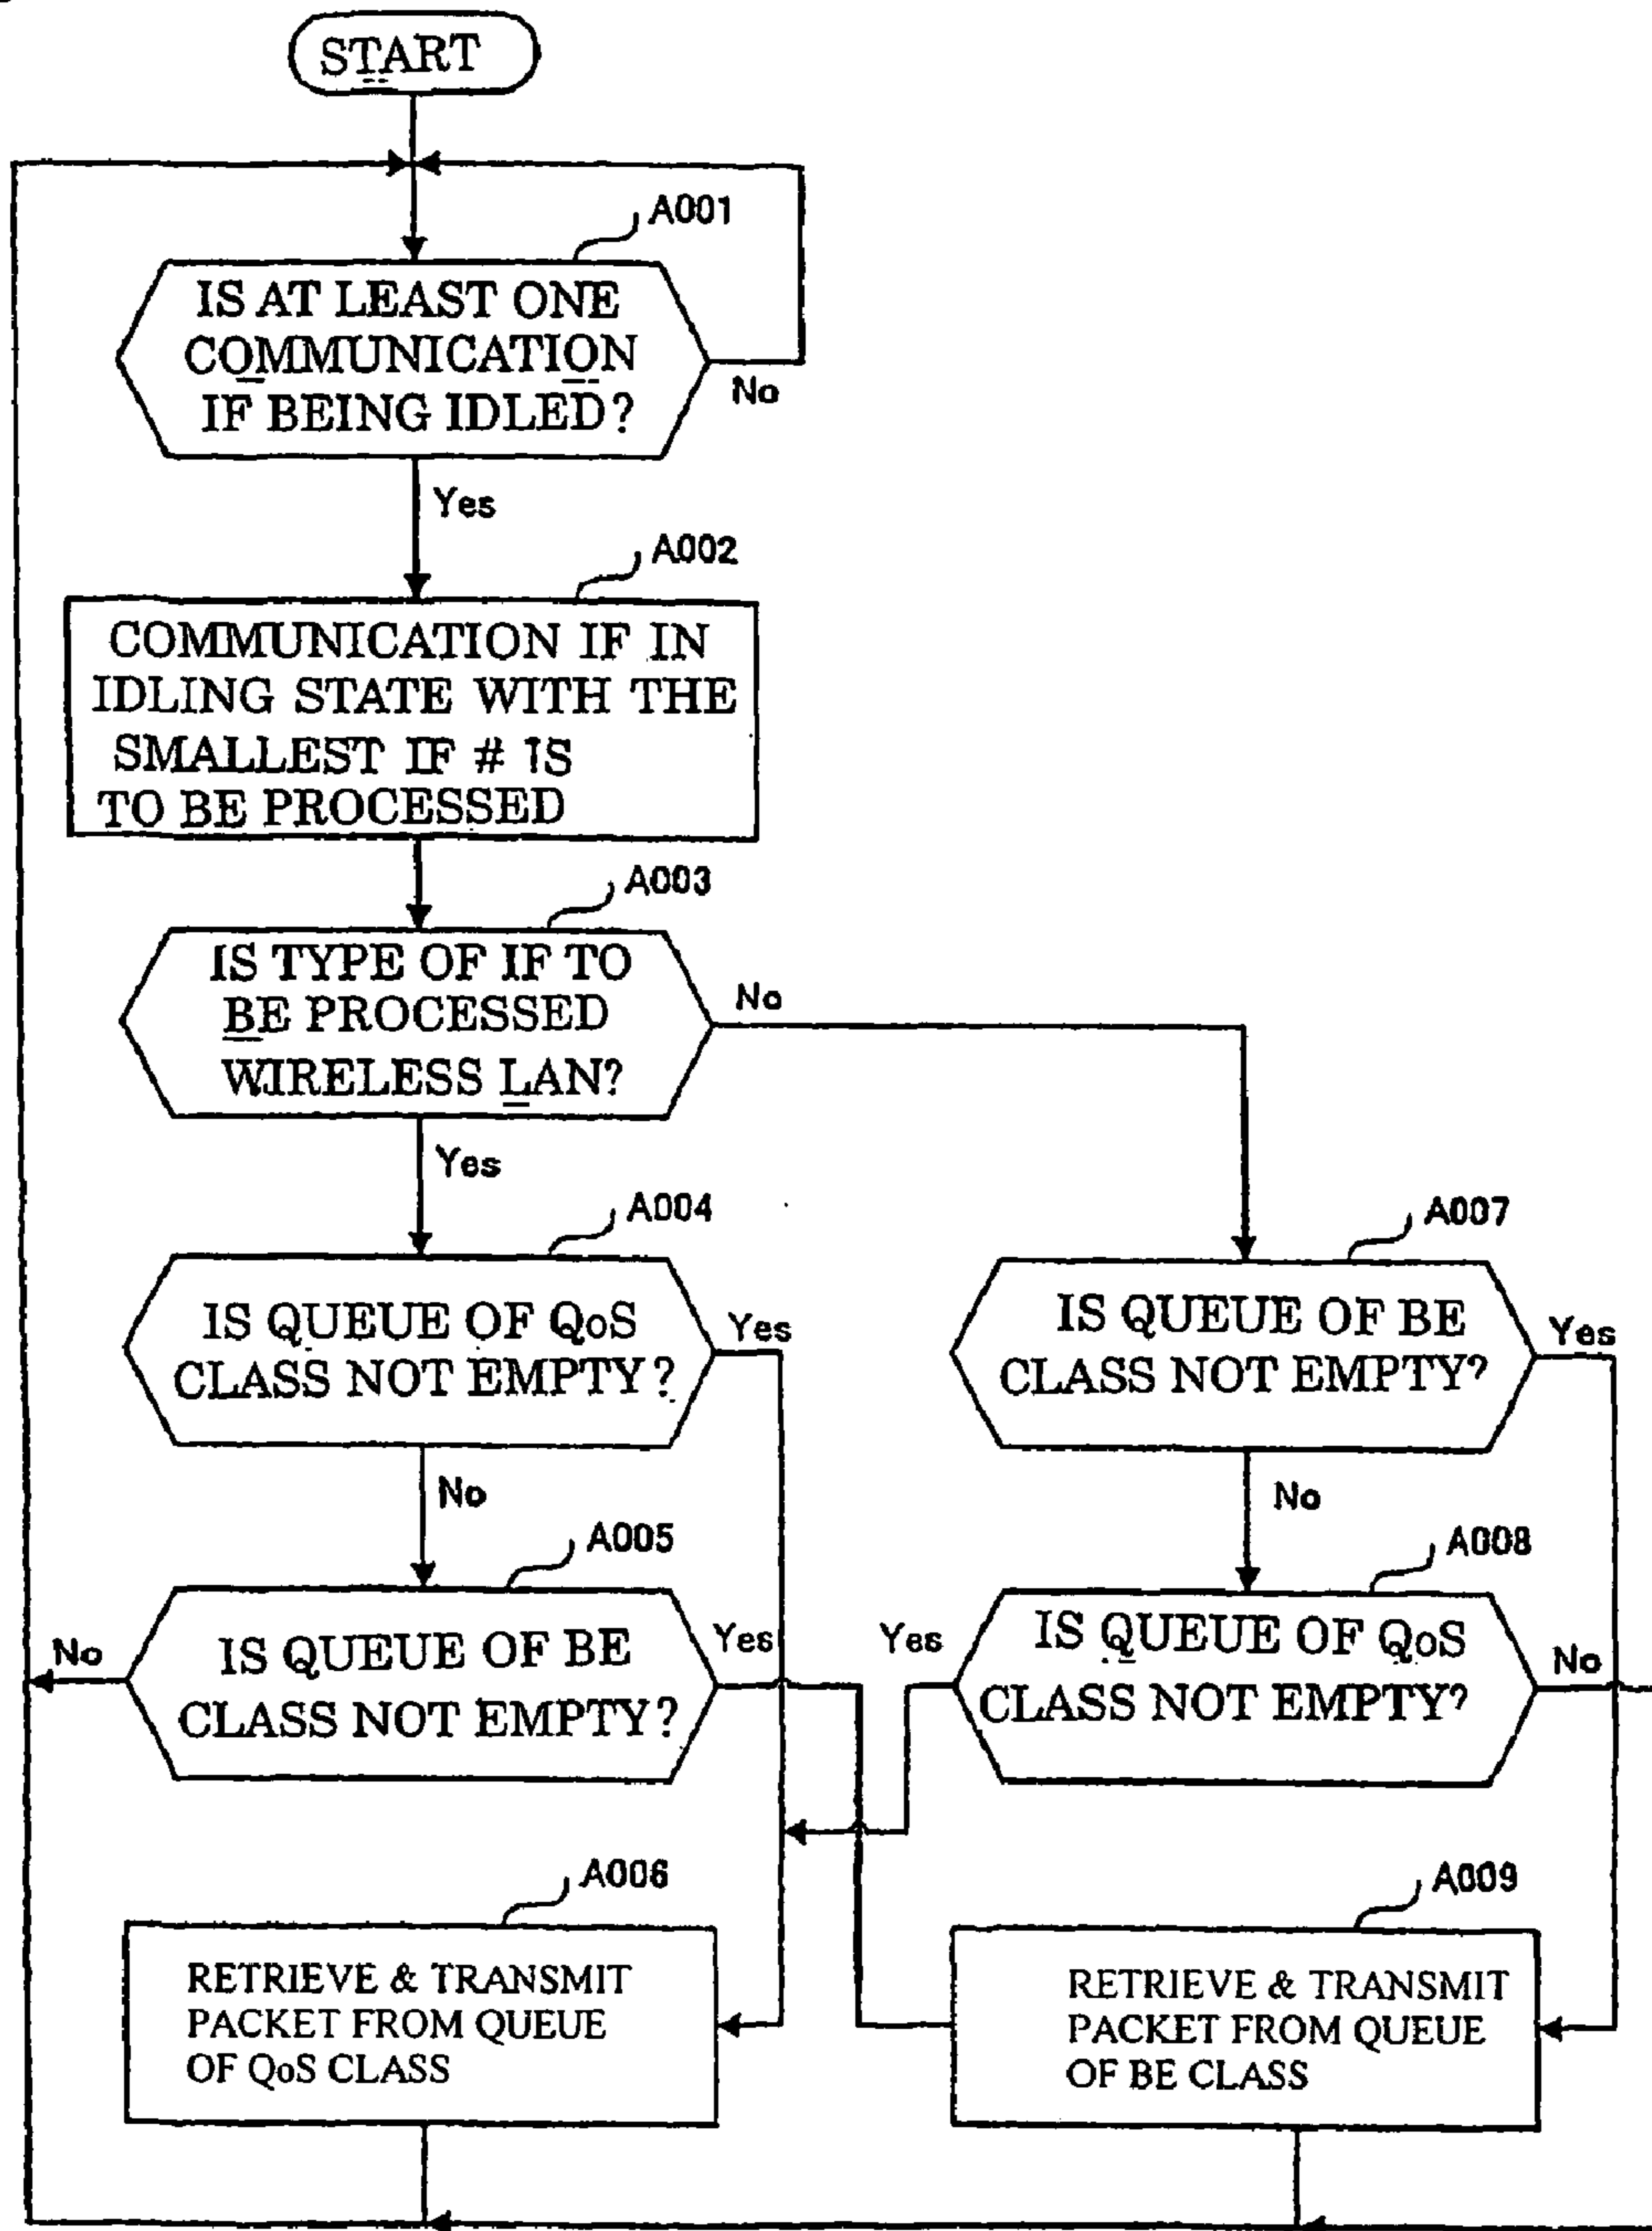 START
A001
IS AT LEAST ONE
COMMUNICATION
IF BEING IDLED?
No
Yes
A002
COMMUNICATION IF IN
IDLING STATE WITH THE
SMALLEST IF # IS
TO BE PROCESSED
A003
IS TYPE OF IF TO
BE PROCESSED
WIRELESS LAN?
No
Yes
A004
IS QUEUE OF QoS
CLASS NOT EMPTY?
Yes
No
A007
IS QUEUE OF BE
CLASS NOT EMPTY?
Yes
No
A005
IS QUEUE OF BE
CLASS NOT EMPTY?
No
Yes
A008
IS QUEUE OF QoS
CLASS NOT EMPTY?
Yes
No
A006
RETRIEVE & TRANSMIT
PACKET FROM QUEUE
OF QoS CLASS
A009
RETRIEVE & TRANSMIT
PACKET FROM QUEUE
OF BE CLASS